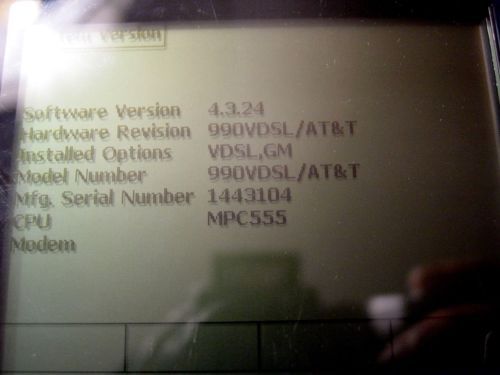 Version
Software Version 4.3.24
Hardware Revision 990VDSL/AT&T
Installed Options VDSL,GM
Model Number 990VDSL/AT&T
Mfg. Serial Number 1443104
CPU MPC555
Modem